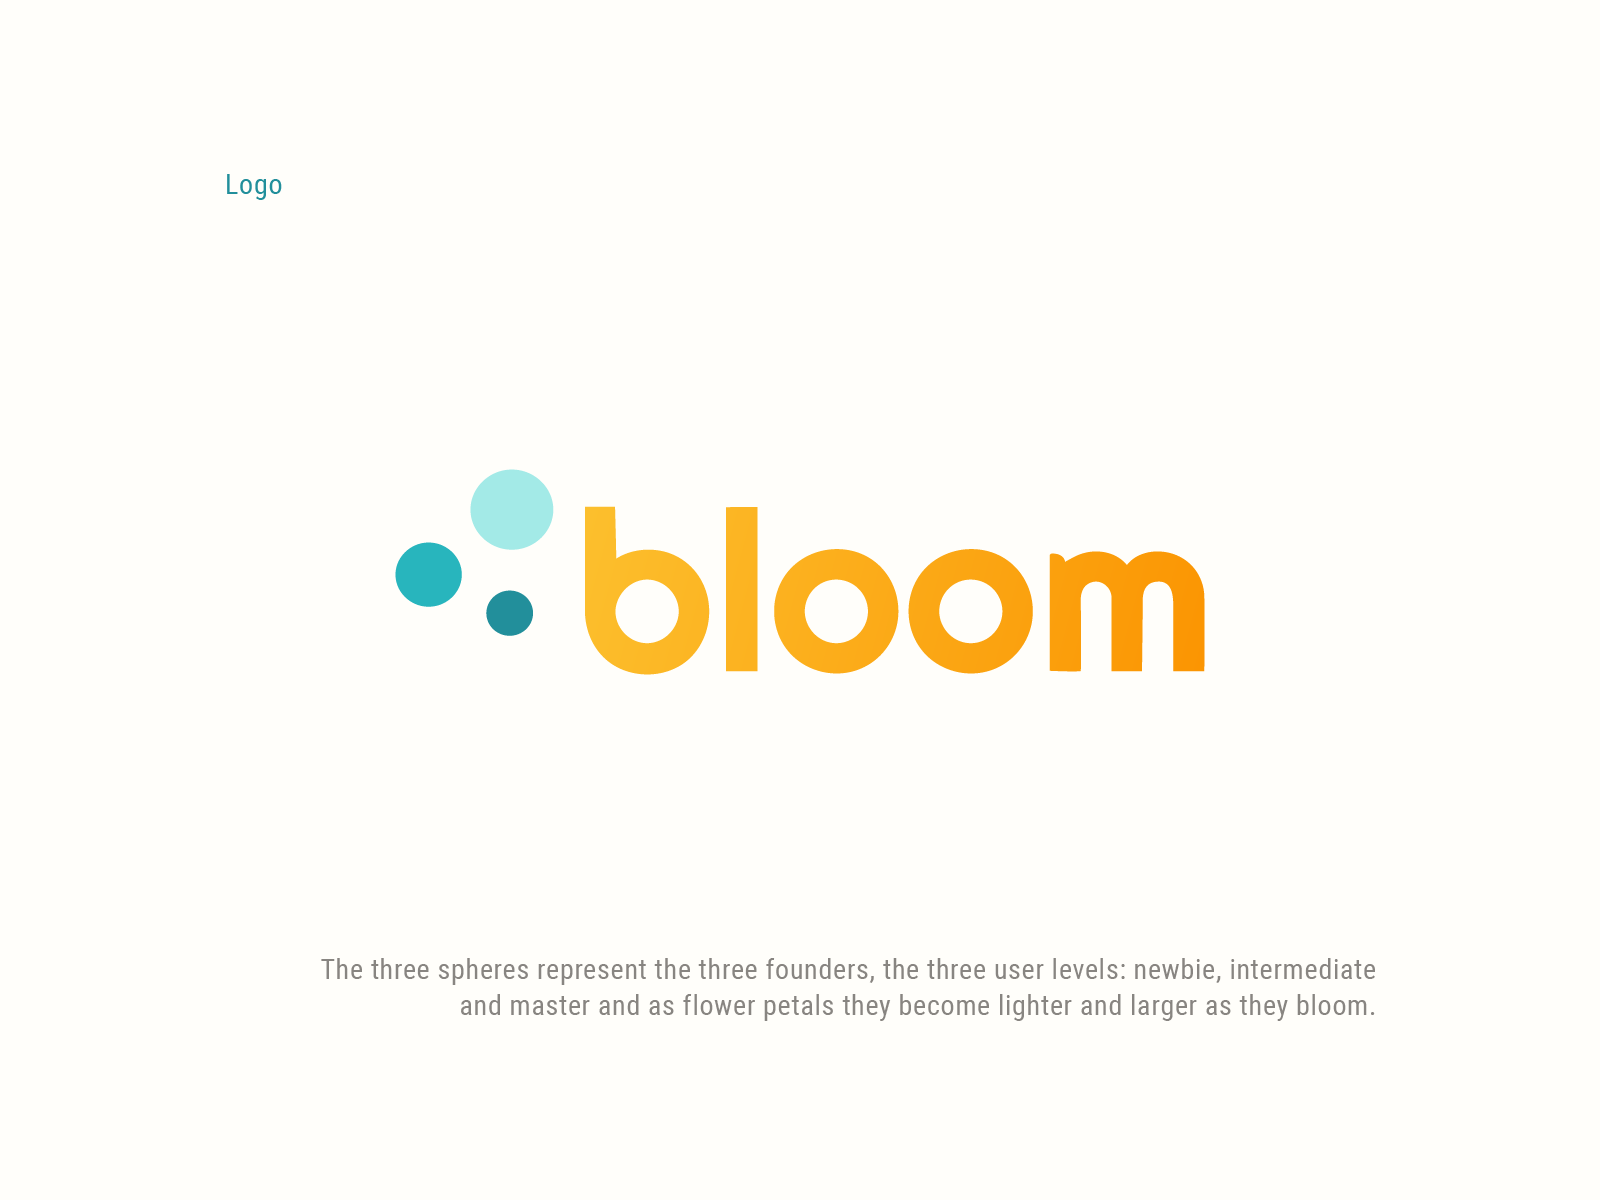 Logo
bloom
The three spheres represent the three founders, the three user levels: newbie, intermediate
and master and as flower petals they become lighter and larger as they bloom.